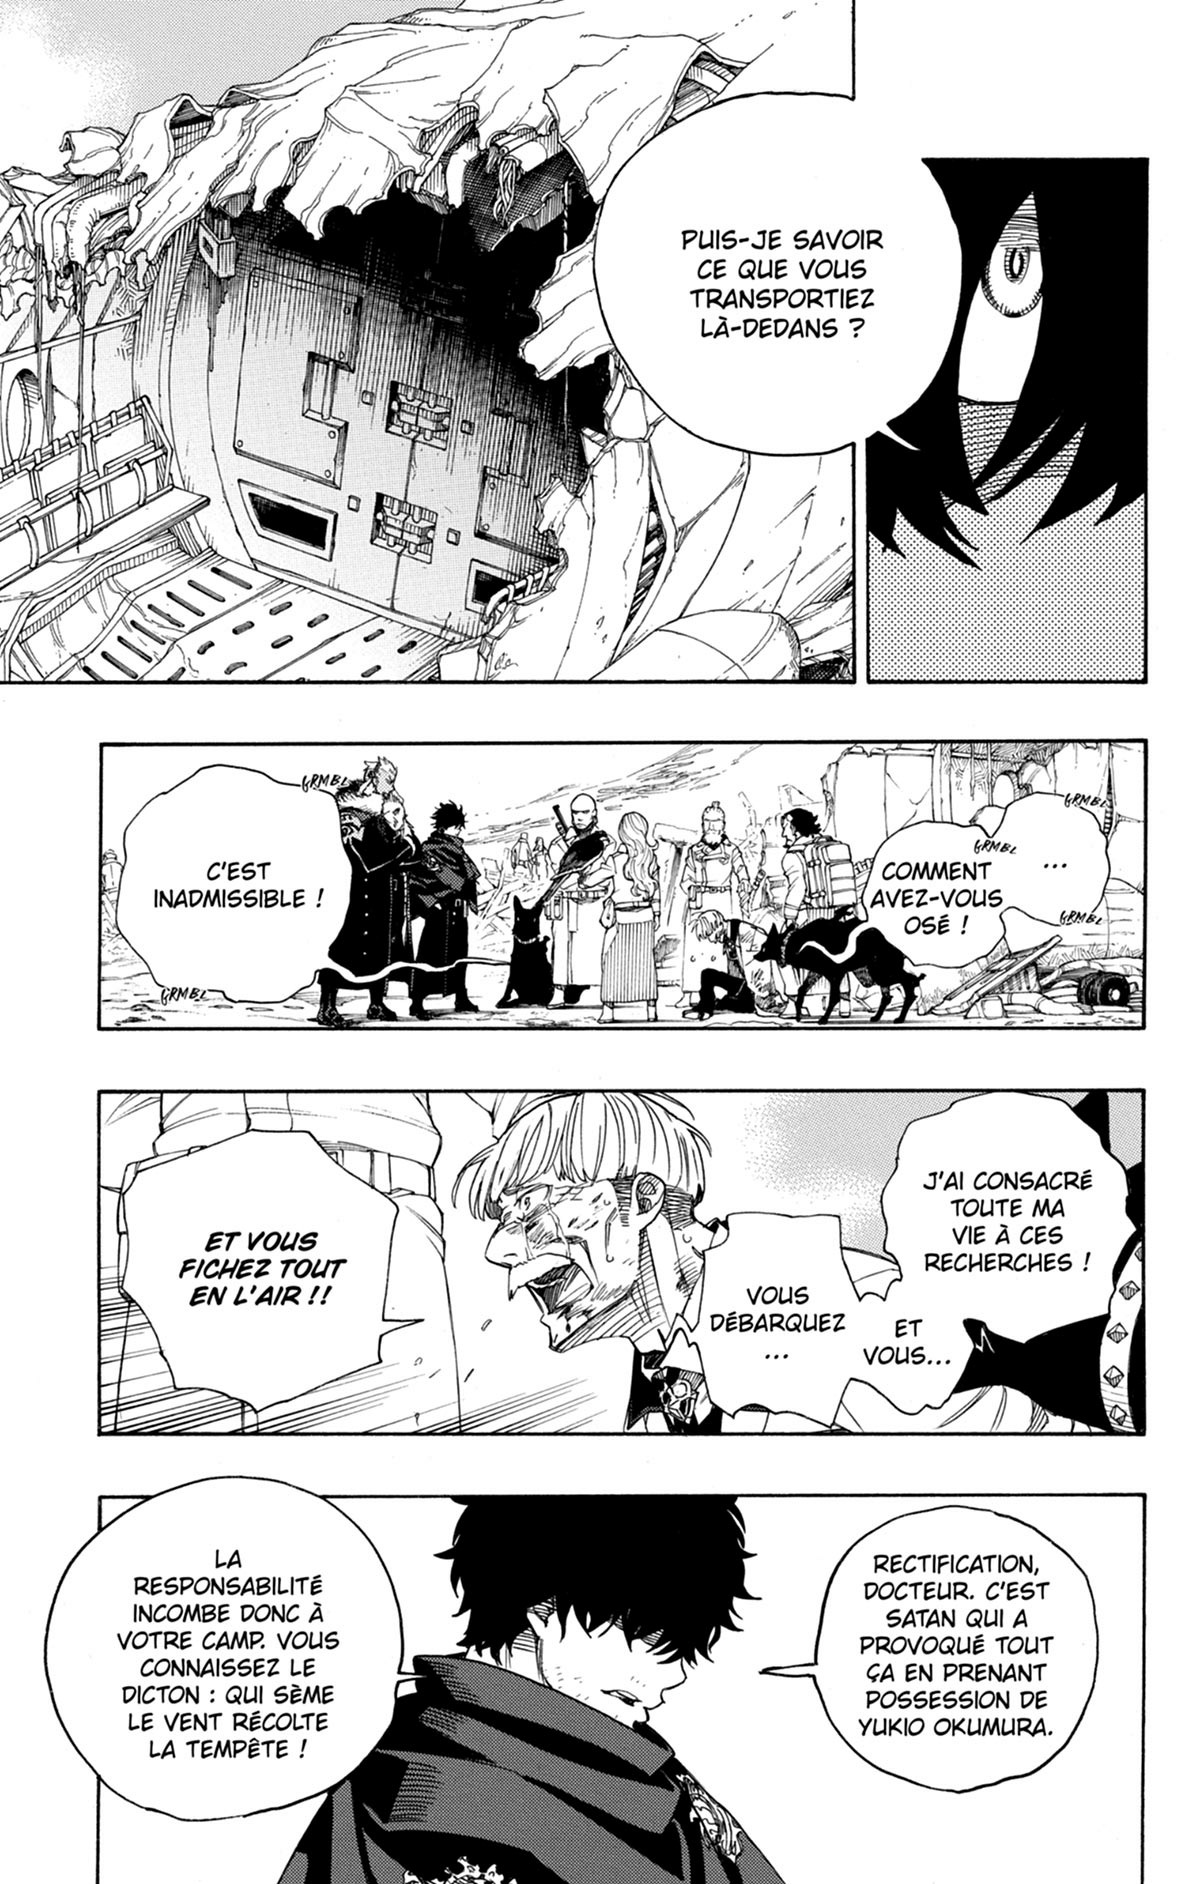 PUIS-JE SAVOIR
CE QUE VOUS
TRANSPORTIEZ
LÀ-DEDANS ?
GRMBL
...
GRMBL
COMMENT
AVEZ-VOUS
OSÉ !
GRMBL
GRMBL
C'EST
INADMISSIBLE !
GRMBL
J'AI CONSACRÉ
TOUTE MA
VIE À CES
RECHERCHES !
ET
VOUS...
VOUS
DÉBARQUEZ
...
ET VOUS
FICHEZ TOUT
EN L'AIR !!
RECTIFICATION,
DOCTEUR. C'EST
SATAN QUI A
PROVOQUÉ TOUT
ÇA EN PRENANT
POSSESSION DE
YUKIO OKUMURA.
LA
RESPONSABILITÉ
INCOMBE DONC À
VOTRE CAMP. VOUS
CONNAISSEZ LE
DICTON : QUI SÈME
LE VENT RÉCOLTE
LA TEMPÊTE !